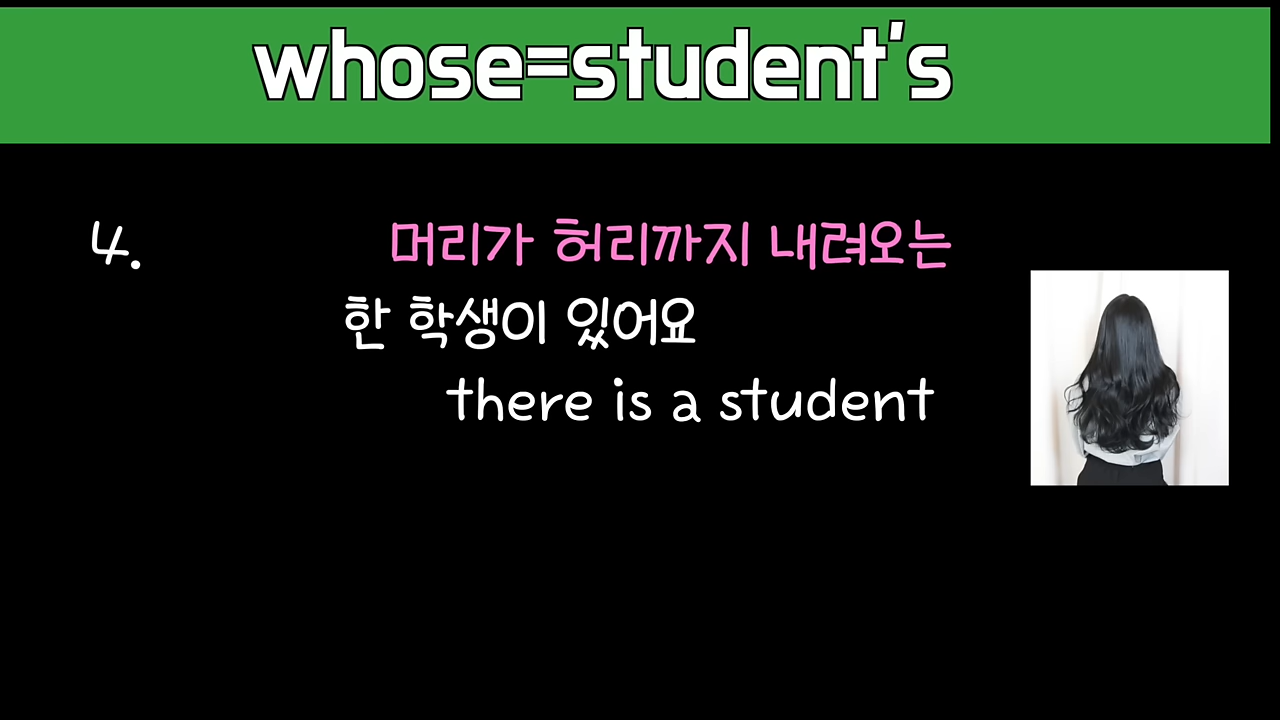 whose=student's
4. 머리가 허리까지 내려오는
한 학생이 있어요
there is a student